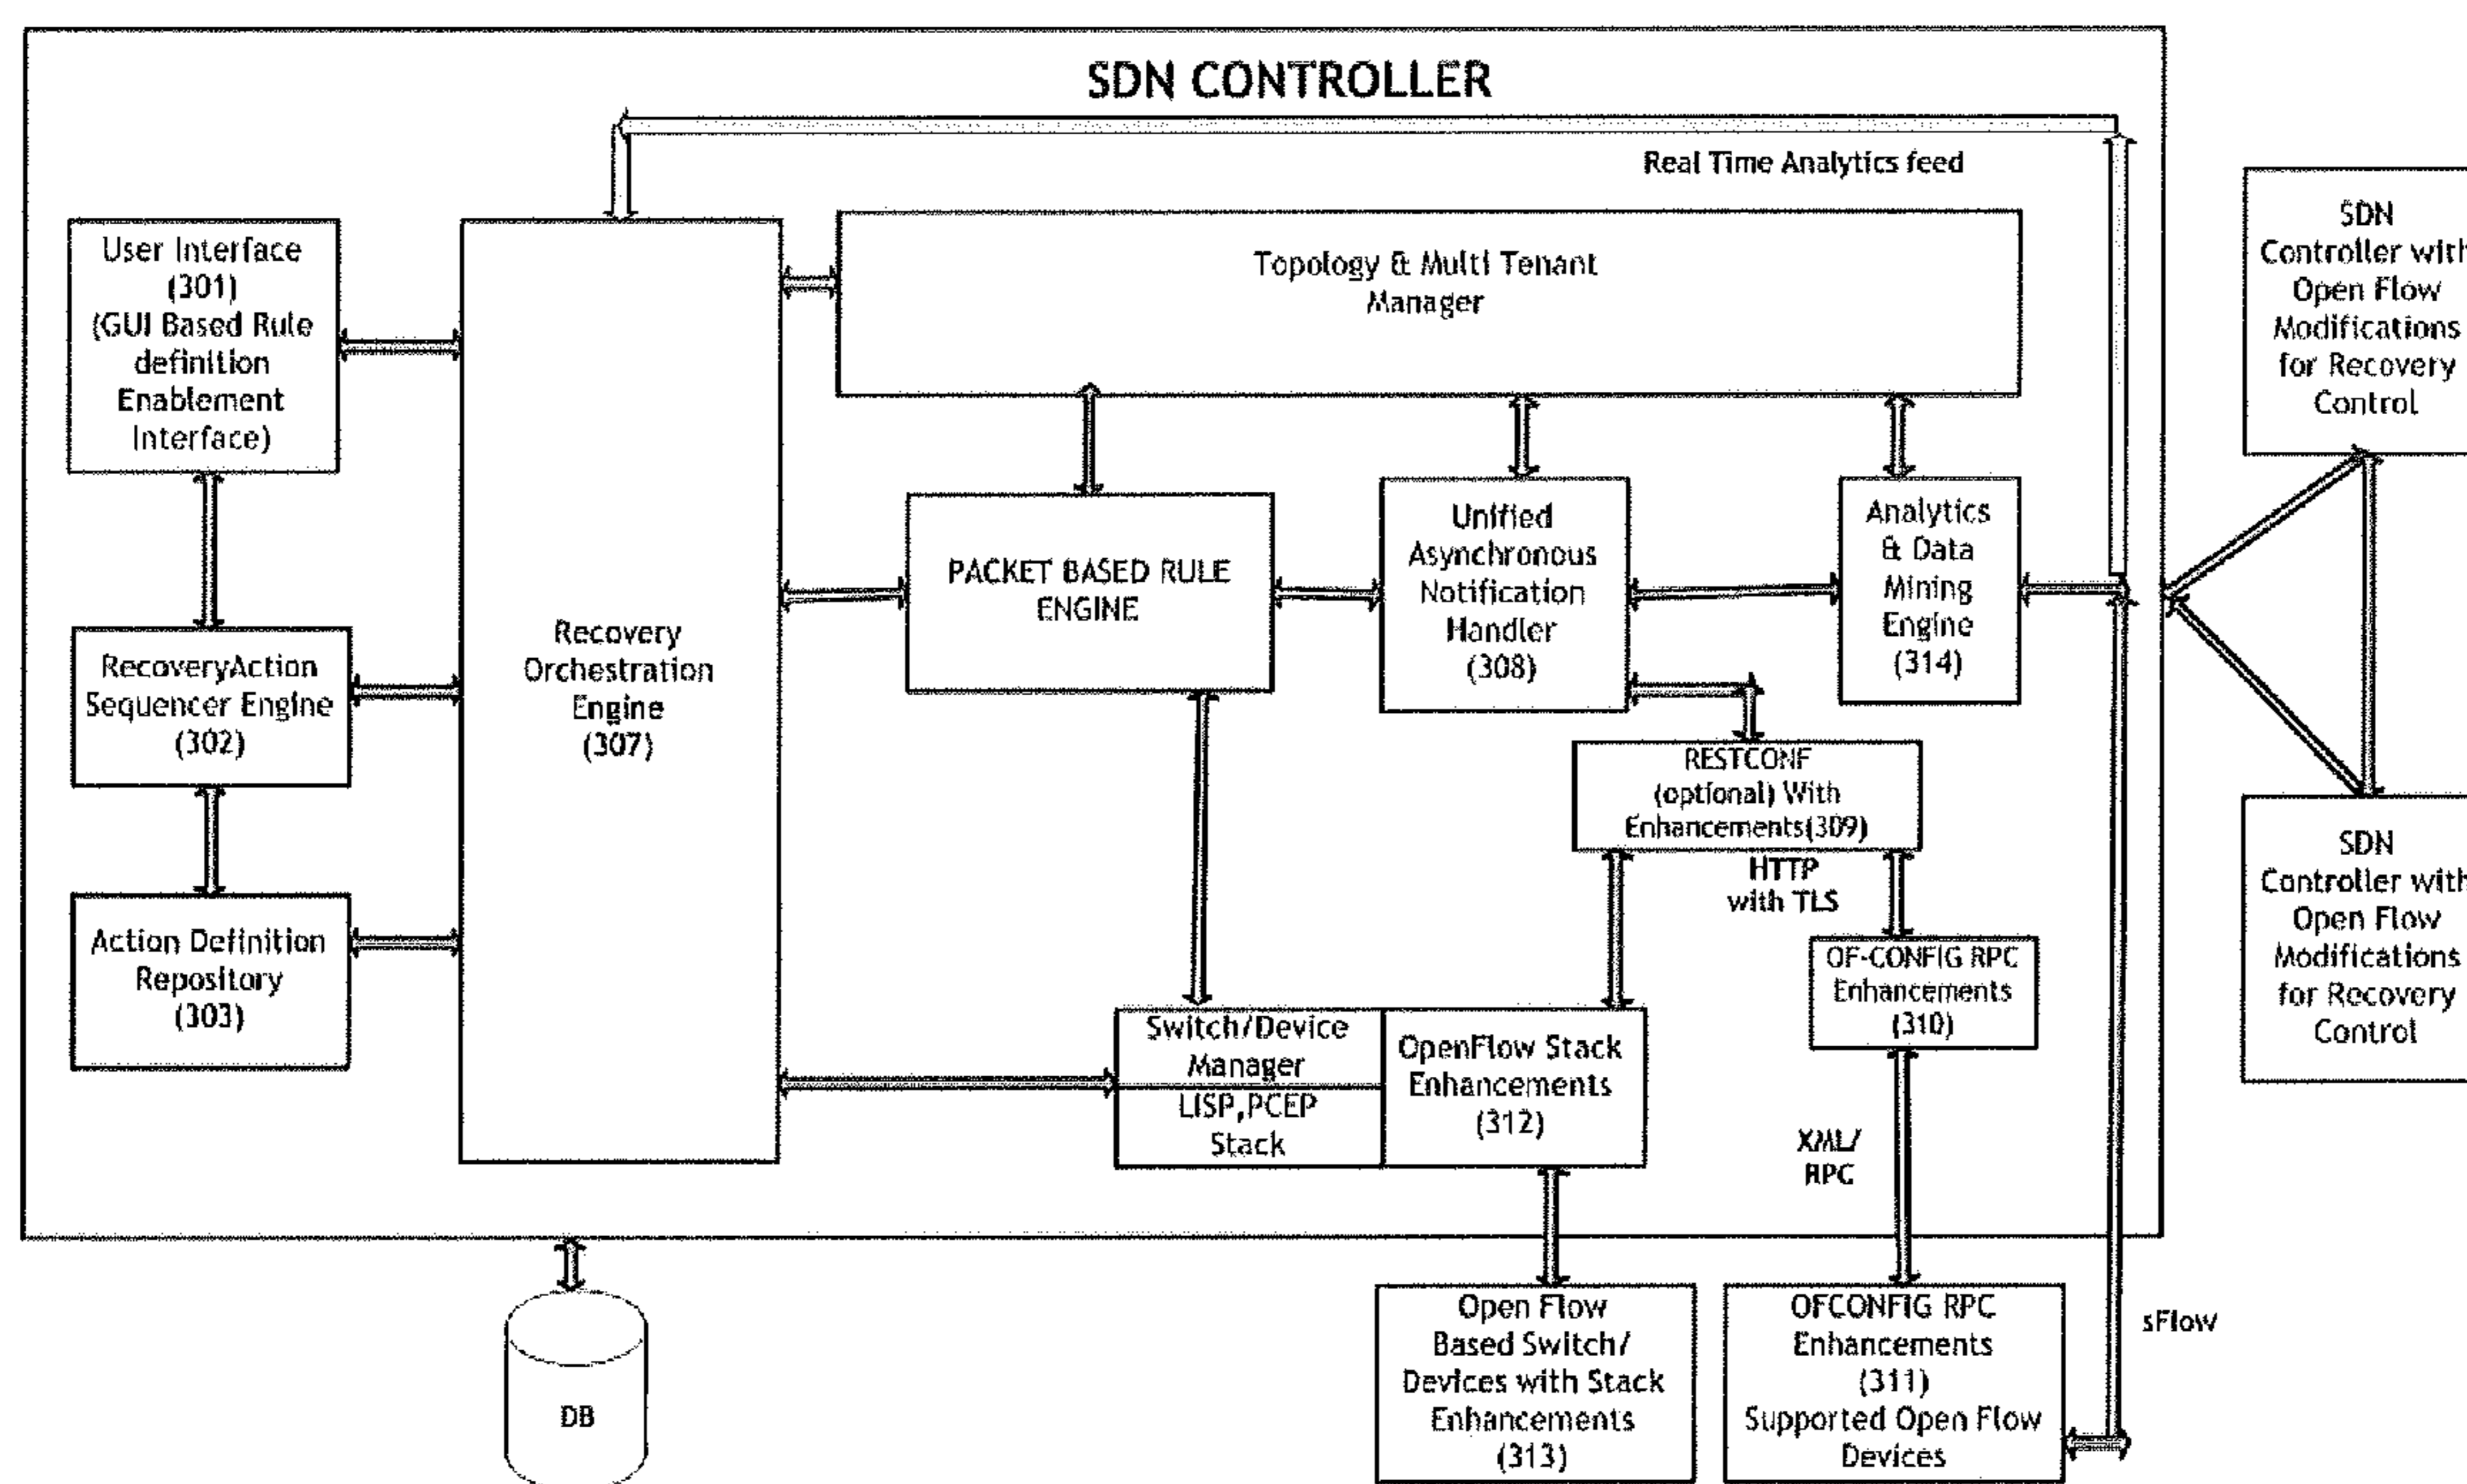 SDN CONTROLLER
Real Time Analytics feed
User Interface
(301)
(GUI Based Rule
definition
Enablement
Interface)
RecoveryAction
Sequencer Engine
(302)
Action Definition
Repository
(303)
Recovery
Orchestration
Engine
(307)
Topology & Multi Tenant
Manager
PACKET BASED RULE
ENGINE
Unified
Asynchronous
Notification
Handler
(308)
Analytics
& Data
Mining
Engine
(314)
RESTCONF
(optional) With
Enhancements(309)
HTTP
with TLS
OF-CONFIG RPC
Enhancements
(310)
Switch/Device
Manager
LISP,PCEP
Stack
OpenFlow Stack
Enhancements
(312)
XML/
RPC
DB
Open Flow
Based Switch/
Devices with Stack
Enhancements
(313)
OFCONFIG RPC
Enhancements
(311)
Supported Open Flow
Devices
sFlow
SDN
Controller with
Open Flow
Modifications
for Recovery
Control
SDN
Controller with
Open Flow
Modifications
for Recovery
Control